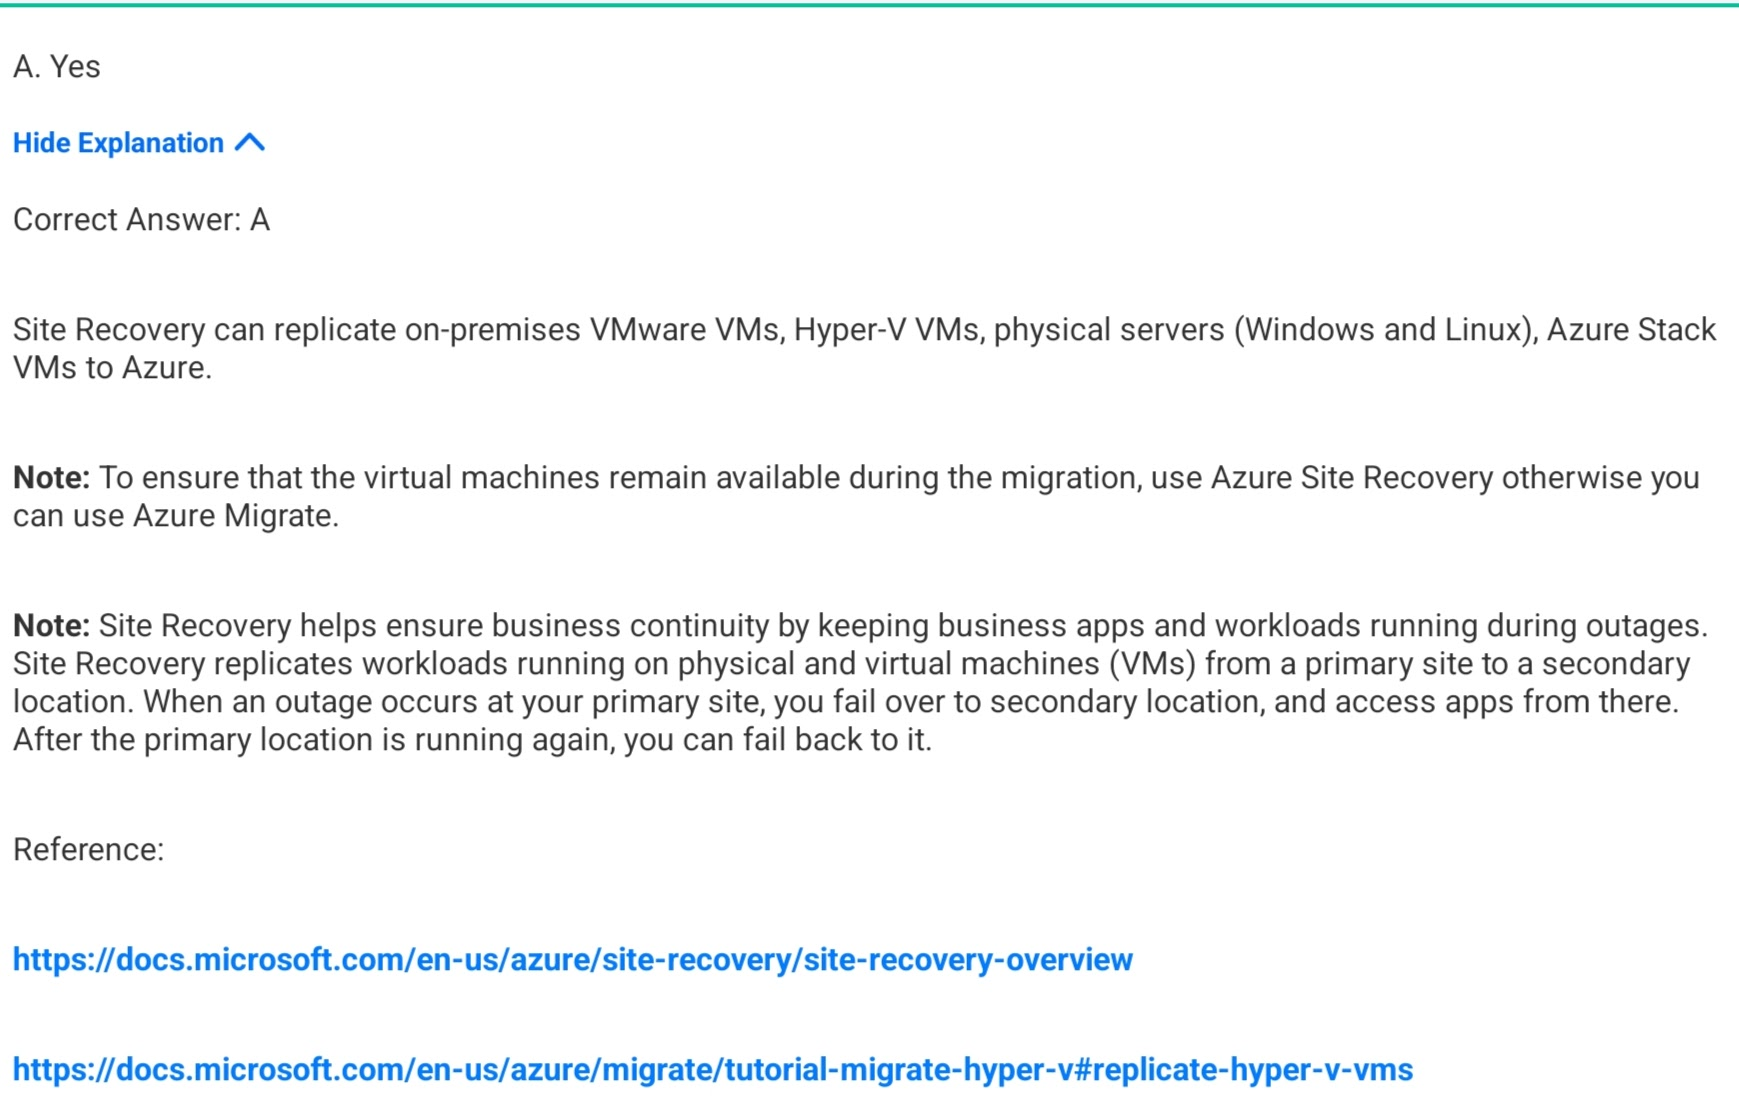 A. Yes
Hide Explanation
Correct Answer: A
Site Recovery can replicate on-premises VMware VMs, Hyper-V VMs, physical servers (Windows and Linux), Azure Stack
VMs to Azure.
Note: To ensure that the virtual machines remain available during the migration, use Azure Site Recovery otherwise you
can use Azure Migrate.
Note: Site Recovery helps ensure business continuity by keeping business apps and workloads running during outages.
Site Recovery replicates workloads running on physical and virtual machines (VMs) from a primary site to a secondary
location. When an outage occurs at your primary site, you fail over to secondary location, and access apps from there.
After the primary location is running again, you can fail back to it.
Reference:
https://docs.microsoft.com/en-us/azure/site-recovery/site-recovery-overview
https://docs.microsoft.com/en-us/azure/migrate/tutorial-migrate-hyper-v#replicate-hyper-v-vms